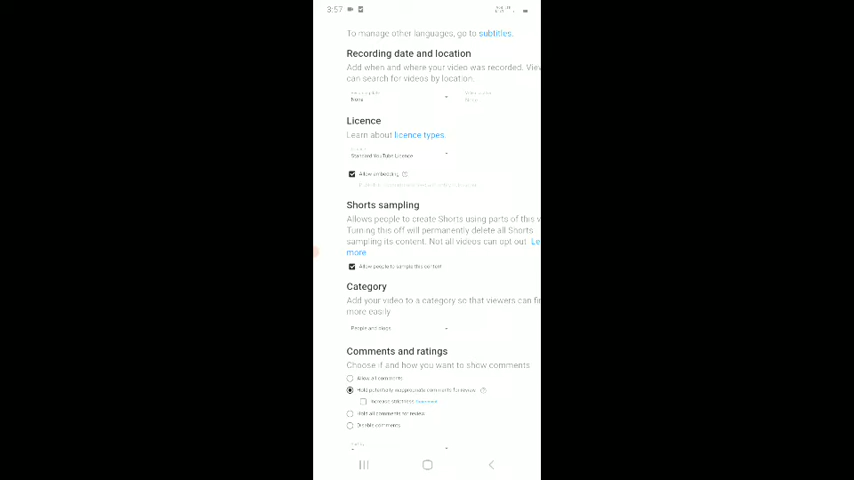 3:57
To manage other languages, go to subtitles.
Recording date and location
Add when and where your video was recorded. View
can search for videos by location.
None
Licence
Learn about licence types.
Standard YouTube Licence
Allow embedding
Shorts sampling
Allows people to create Shorts using parts of this v
Turning this off will permanently delete all Shorts
sampling its content. Not all videos can opt out. Le
more.
Allow people to sample this content
Category
Add your video to a category so that viewers can fin
more easily
People and blogs
Comments and ratings
Choose if and how you want to show comments
Allow all comments
Hold potentially inappropriate comments for review
Increase strictness
Hold all comments for review
Disable comments